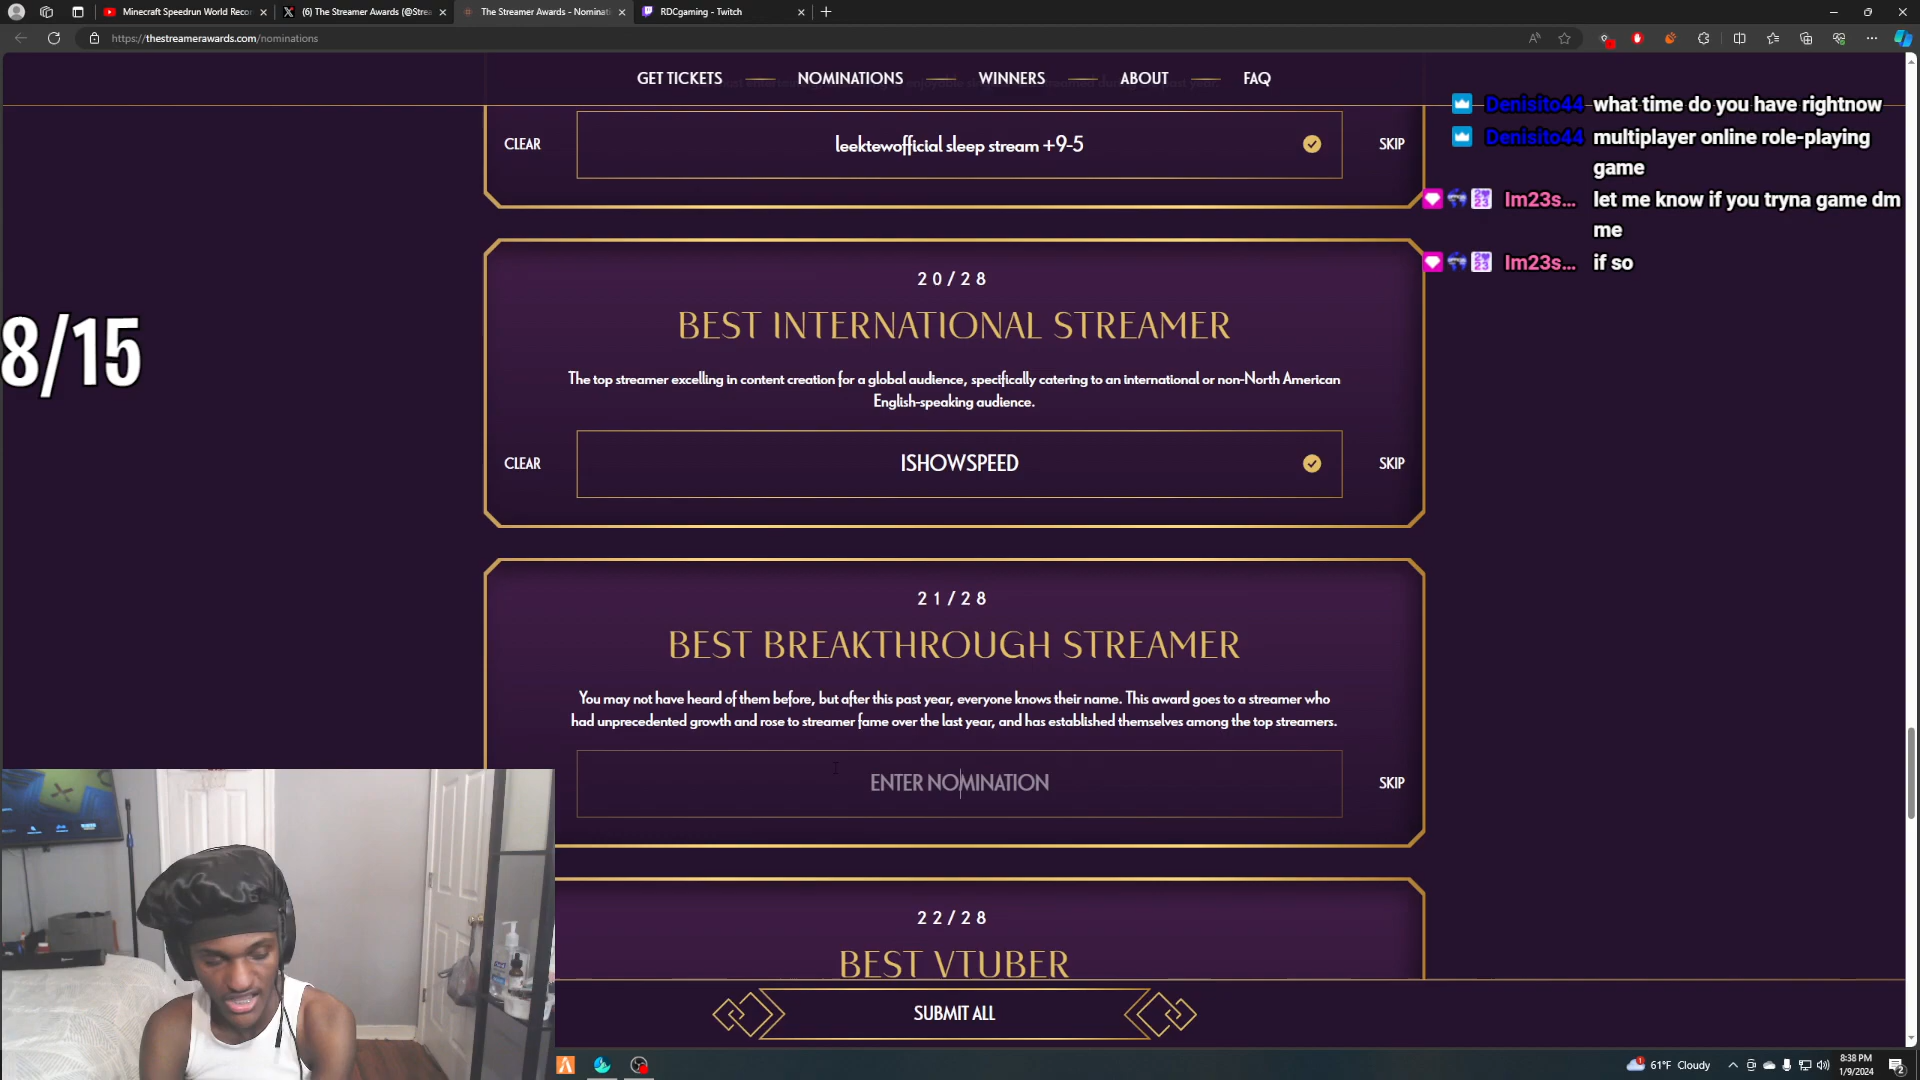 Minecraft Speedrun World Reco
(6) The Streamer Awards (@Strea
The Streamer Awards - Nominati
RDCgaming - Twitch
https://thestreamerawards.com/nominations
GET TICKETS
NOMINATIONS
WINNERS
ABOUT
FAQ
CLEAR
leektewofficial sleep stream +9-5
SKIP
20/28
BEST INTERNATIONAL STREAMER
The top streamer excelling in content creation for a global audience, specifically catering to an international or non-North American
English-speaking audience.
CLEAR
ISHOWSPEED
SKIP
21/28
BEST BREAKTHROUGH STREAMER
You may not have heard of them before, but after this past year, everyone knows their name. This award goes to a streamer who
had unprecedented growth and rose to streamer fame over the last year, and has established themselves among the top streamers.
ENTER NOMINATION
SKIP
22/28
BEST VTUBER
SUBMIT ALL
8/15
Denisito44 what time do you have rightnow
Denisito44 multiplayer online role-playing
game
Im23s... let me know if you tryna game dm
me
Im23s... if so
61°F Cloudy
8:38 PM
1/9/2024